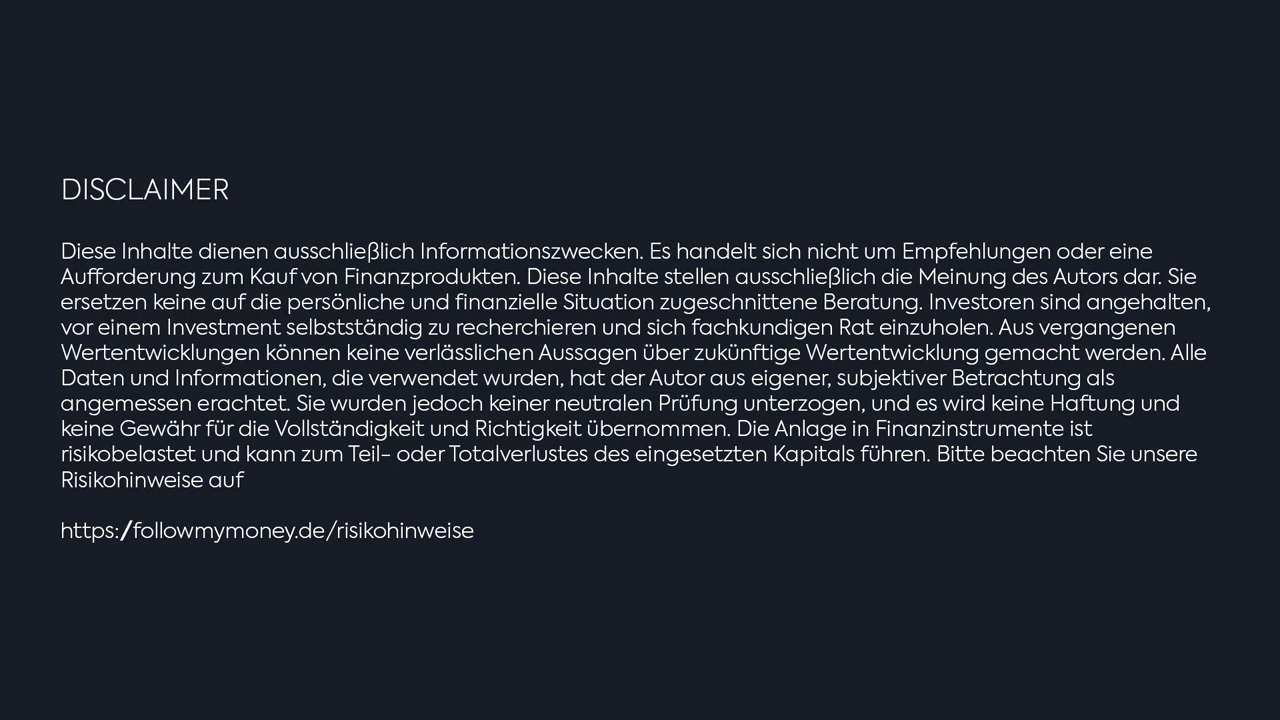 DISCLAIMER
Diese Inhalte dienen ausschließlich Informationszwecken. Es handelt sich nicht um Empfehlungen oder eine
Aufforderung zum Kauf von Finanzprodukten. Diese Inhalte stellen ausschließlich die Meinung des Autors dar. Sie
ersetzen keine auf die persönliche und finanzielle Situation zugeschnittene Beratung. Investoren sind angehalten,
vor einem Investment selbstständig zu recherchieren und sich fachkundigen Rat einzuholen. Aus vergangenen
Wertentwicklungen können keine verlässlichen Aussagen über zukünftige Wertentwicklung gemacht werden. Alle
Daten und Informationen, die verwendet wurden, hat der Autor aus eigener, subjektiver Betrachtung als
angemessen erachtet. Sie wurden jedoch keiner neutralen Prüfung unterzogen, und es wird keine Haftung und
keine Gewähr für die Vollständigkeit und Richtigkeit übernommen. Die Anlage in Finanzinstrumente ist
risikobelastet und kann zum Teil- oder Totalverlustes des eingesetzten Kapitals führen. Bitte beachten Sie unsere
Risikohinweise auf
https://followmymoney.de/risikohinweise